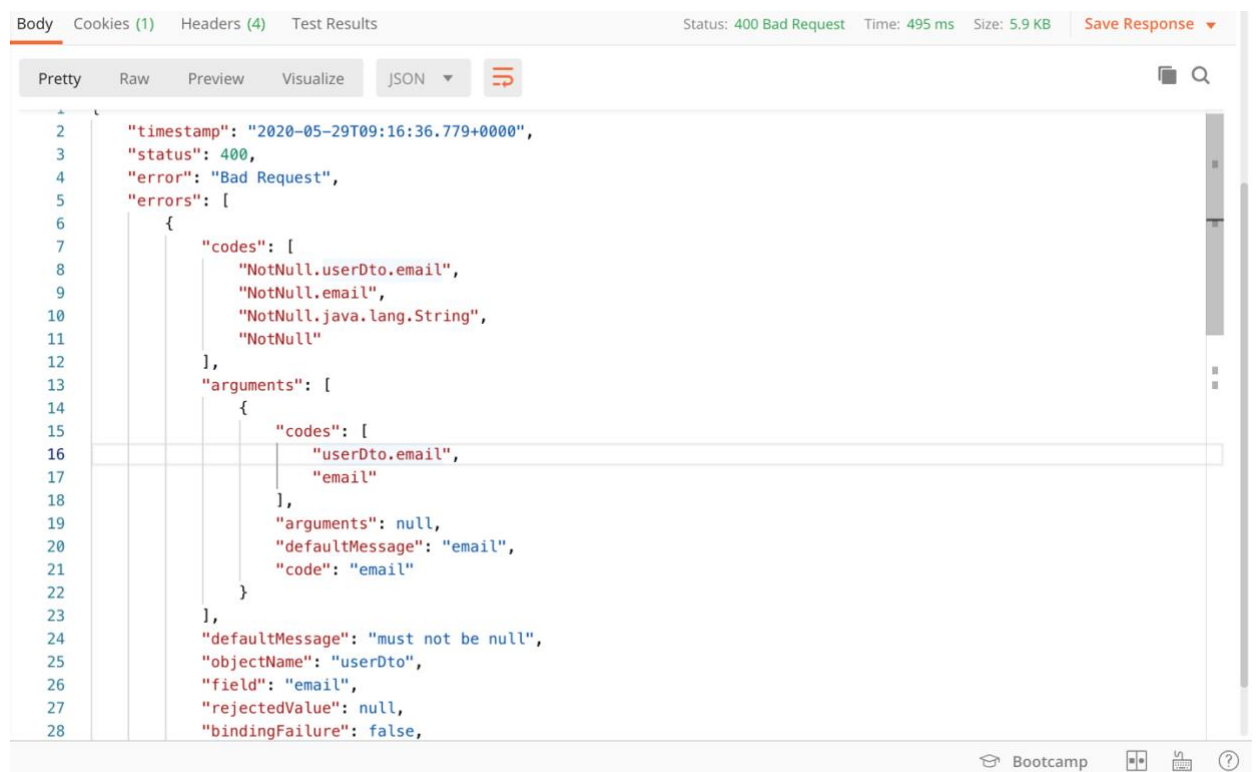 Body Cookies (1) Headers (4) Test Results Status: 400 Bad Request Time: 495 ms Size: 5.9 KB Save Response
Pretty Raw Preview Visualize JSON
1 {
2 "timestamp": "2020-05-29T09:16:36.779+0000",
3 "status": 400,
4 "error": "Bad Request",
5 "errors": [
6 {
7 "codes": [
8 "NotNull.userDto.email",
9 "NotNull.email",
10 "NotNull.java.lang.String",
11 "NotNull"
12 ],
13 "arguments": [
14 {
15 "codes": [
16 "userDto.email",
17 "email"
18 ],
19 "arguments": null,
20 "defaultMessage": "email",
21 "code": "email"
22 }
23 ],
24 "defaultMessage": "must not be null",
25 "objectName": "userDto",
26 "field": "email",
27 "rejectedValue": null,
28 "bindingFailure": false,
Bootcamp